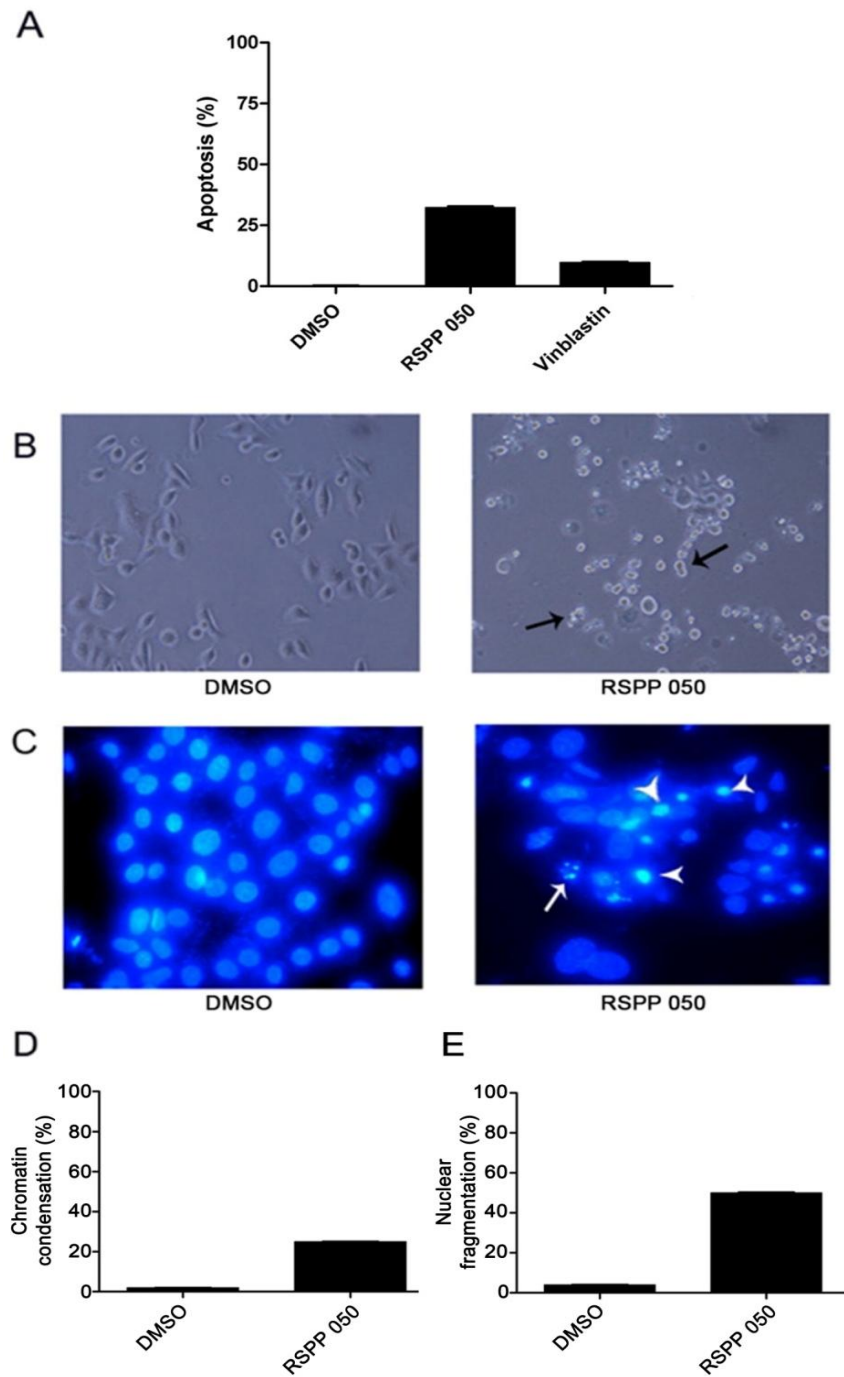 A
Apoptosis (%)
100
75
50
25
0
DMSO
RSPP 050
Vinblastin
B
DMSO
RSPP 050
C
DMSO
RSPP 050
D
Chromatin
condensation (%)
100
80
60
40
20
0
DMSO
RSPP 050
E
Nuclear
fragmentation (%)
100
80
60
40
20
0
DMSO
RSPP 050